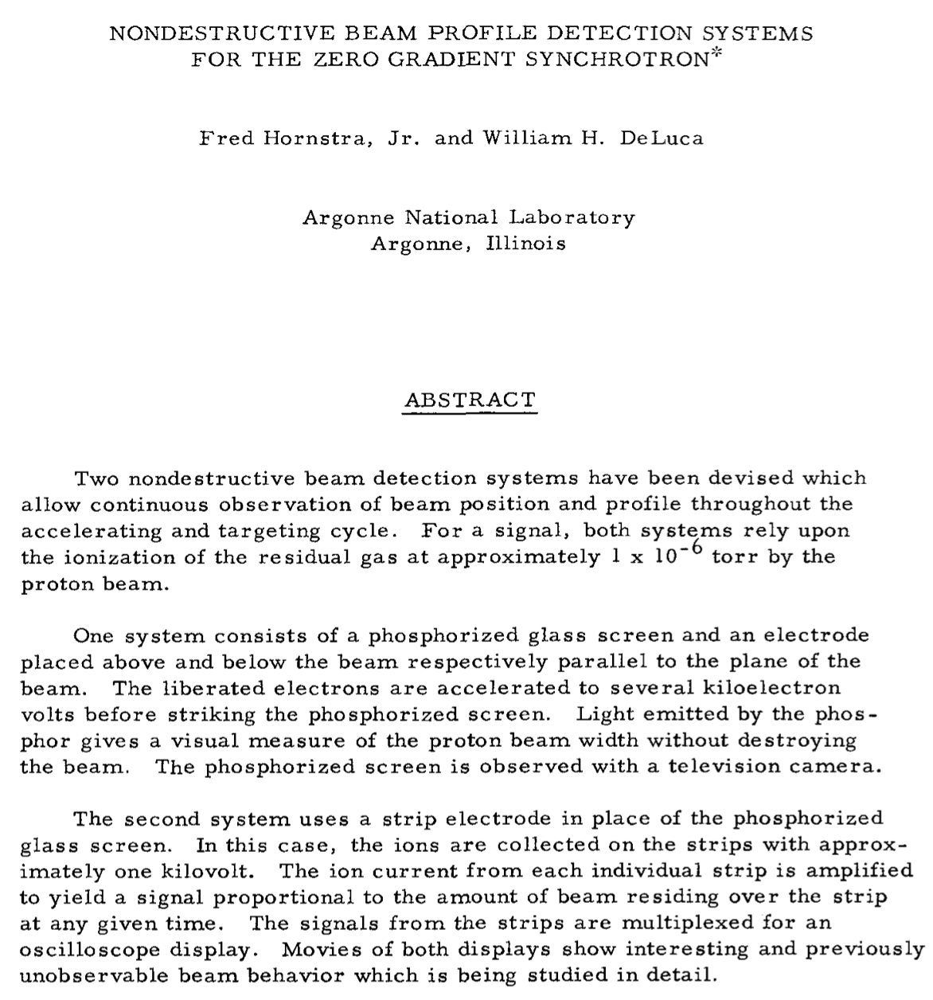 NONDESTRUCTIVE BEAM PROFILE DETECTION SYSTEMS
FOR THE ZERO GRADIENT SYNCHROTRON*
Fred Hornstra, Jr. and William H. DeLuca
Argonne National Laboratory
Argonne, Illinois
ABSTRACT
Two nondestructive beam detection systems have been devised which
allow continuous observation of beam position and profile throughout the
accelerating and targeting cycle. For a signal, both systems rely upon
the ionization of the residual gas at approximately 1 x 10⁻⁶ torr by the
proton beam.
One system consists of a phosphorized glass screen and an electrode
placed above and below the beam respectively parallel to the plane of the
beam. The liberated electrons are accelerated to several kiloelectron
volts before striking the phosphorized screen. Light emitted by the phos-
phor gives a visual measure of the proton beam width without destroying
the beam. The phosphorized screen is observed with a television camera.
The second system uses a strip electrode in place of the phosphorized
glass screen. In this case, the ions are collected on the strips with approx-
imately one kilovolt. The ion current from each individual strip is amplified
to yield a signal proportional to the amount of beam residing over the strip
at any given time. The signals from the strips are multiplexed for an
oscilloscope display. Movies of both displays show interesting and previously
unobservable beam behavior which is being studied in detail.